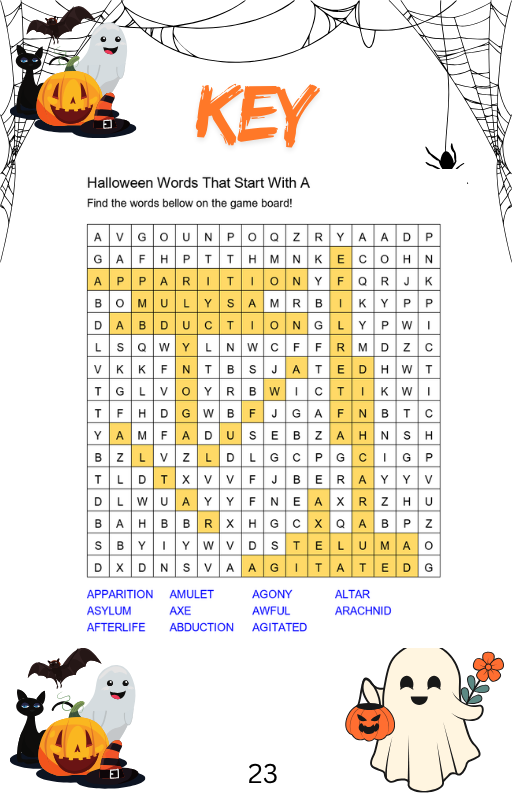 KEY
Halloween Words That Start With A
Find the words bellow on the game board!
A V G O U N P O Q Z R Y A A D P
G A F H P T T H M N K E C O H N
A P P A R I T I O N Y F Q R J K
B O M U L Y S A M R B I K Y P P
D A B D U C T I O N G L Y P W I
L S Q W Y L N W C F F R M D Z C
V K K F N T B S J A T E D H W T
T G L V O Y R B W I C T I K W I
T F H D G W B F J G A F N B T C
Y A M F A D U S E B Z A H N S H
B Z L V Z L D L G C P G C I G P
T L D T X V V F J B E R A Y Y V
D L W U A Y Y F N E A X R Z H U
B A H B B R X H G C X Q A B P Z
S B Y I Y W V D S T E L U M A O
D X D N S V A A G I T A T E D G
APPARITION AMULET AGONY ALTAR
ASYLUM AXE AWFUL ARACHNID
AFTERLIFE ABDUCTION AGITATED
23